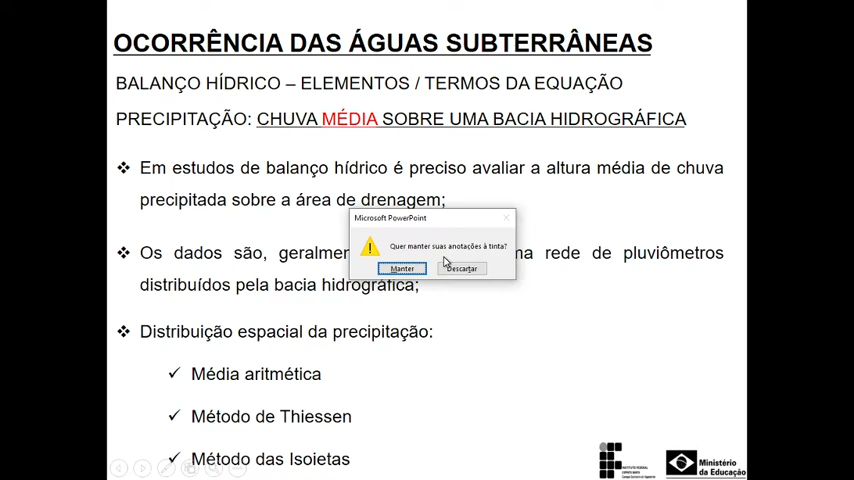 OCORRÊNCIA DAS ÁGUAS SUBTERRÂNEAS
BALANÇO HÍDRICO – ELEMENTOS / TERMOS DA EQUAÇÃO
PRECIPITAÇÃO: CHUVA MÉDIA SOBRE UMA BACIA HIDROGRÁFICA
Em estudos de balanço hídrico é preciso avaliar a altura média de chuva
precipitada sobre a área de drenagem;
Microsoft PowerPoint
Quer manter suas anotações à tinta?
Manter
Descartar
Os dados são, geralmen ma rede de pluviômetros
distribuídos pela bacia hidrográfica;
Distribuição espacial da precipitação:
Média aritmética
Método de Thiessen
Método das Isoietas
INSTITUTO FEDERAL
Ministério
da Educação